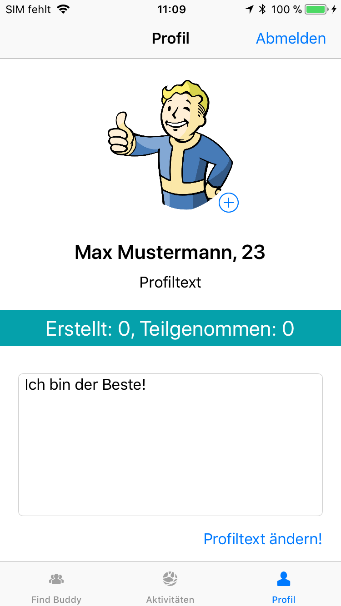 SIM fehlt 11:09 100 %
Profil Abmelden
Max Mustermann, 23
Profiltext
Erstellt: 0, Teilgenommen: 0
Ich bin der Beste!
Profiltext ändern!
Find Buddy Aktivitäten Profil